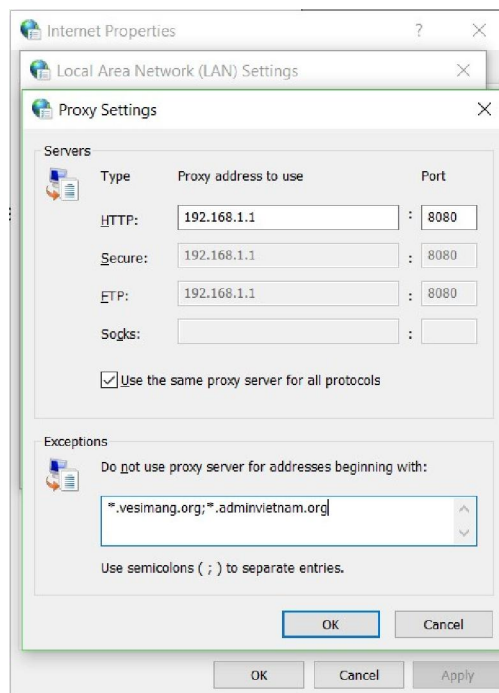 Internet Properties ? ×
Local Area Network (LAN) Settings ×
Proxy Settings ×
Servers
Type Proxy address to use Port
HTTP: 192.168.1.1 : 8080
Secure: 192.168.1.1 : 8080
FTP: 192.168.1.1 : 8080
Socks: :
Use the same proxy server for all protocols
Exceptions
Do not use proxy server for addresses beginning with:
*.vesimang.org;*.adminvietnam.org
Use semicolons ( ; ) to separate entries.
OK Cancel
OK Cancel Apply